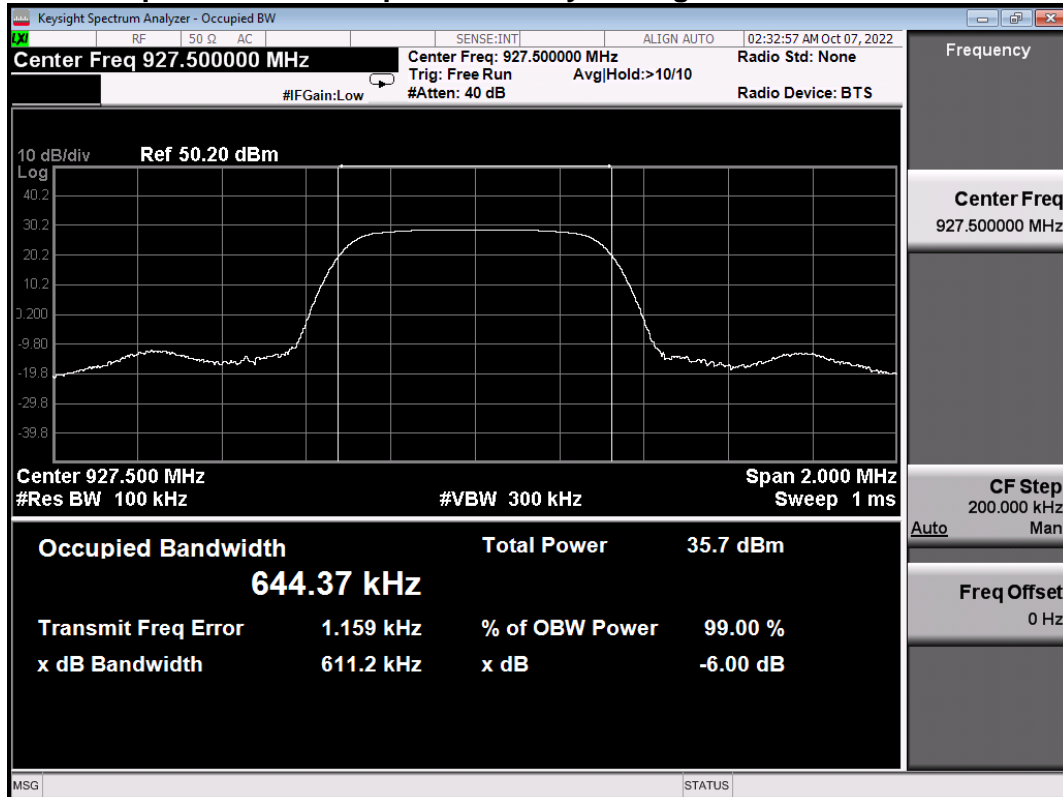 Keysight Spectrum Analyzer - Occupied BW
LXI RF 50 Ω AC SENSE:INT ALIGN AUTO 02:32:57 AM Oct 07, 2022
Center Freq 927.500000 MHz
Center Freq: 927.500000 MHz Radio Std: None
Trig: Free Run Avg|Hold:>10/10
#IFGain:Low #Atten: 40 dB Radio Device: BTS
10 dB/div Ref 50.20 dBm
Log
40.2
30.2
20.2
10.2
0.200
-9.80
-19.8
-29.8
-39.8
Center 927.500 MHz Span 2.000 MHz
#Res BW 100 kHz #VBW 300 kHz Sweep 1 ms
Occupied Bandwidth Total Power 35.7 dBm
644.37 kHz
Transmit Freq Error 1.159 kHz % of OBW Power 99.00 %
x dB Bandwidth 611.2 kHz x dB -6.00 dB
MSG STATUS
Frequency
Center Freq
927.500000 MHz
CF Step
200.000 kHz
Auto Man
Freq Offset
0 Hz